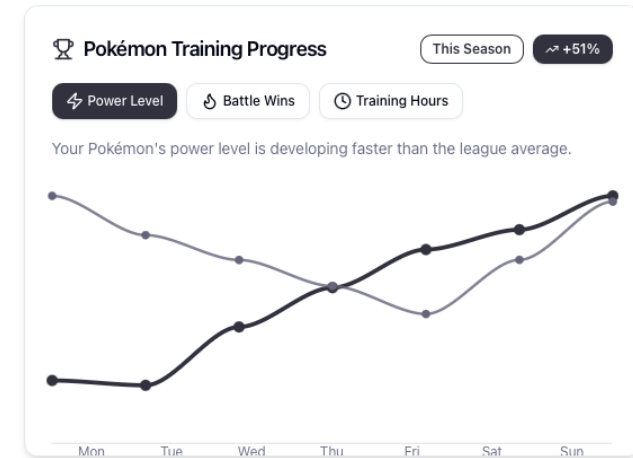 Pokémon Training Progress
This Season
+51%
Power Level
Battle Wins
Training Hours
Your Pokémon's power level is developing faster than the league average.
Mon Tue Wed Thu Fri Sat Sun